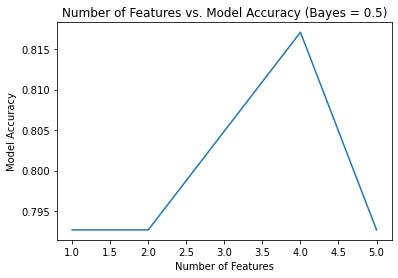 Number of Features vs. Model Accuracy (Bayes = 0.5)
Model Accuracy
0.815
0.810
0.805
0.800
0.795
1.0 1.5 2.0 2.5 3.0 3.5 4.0 4.5 5.0
Number of Features